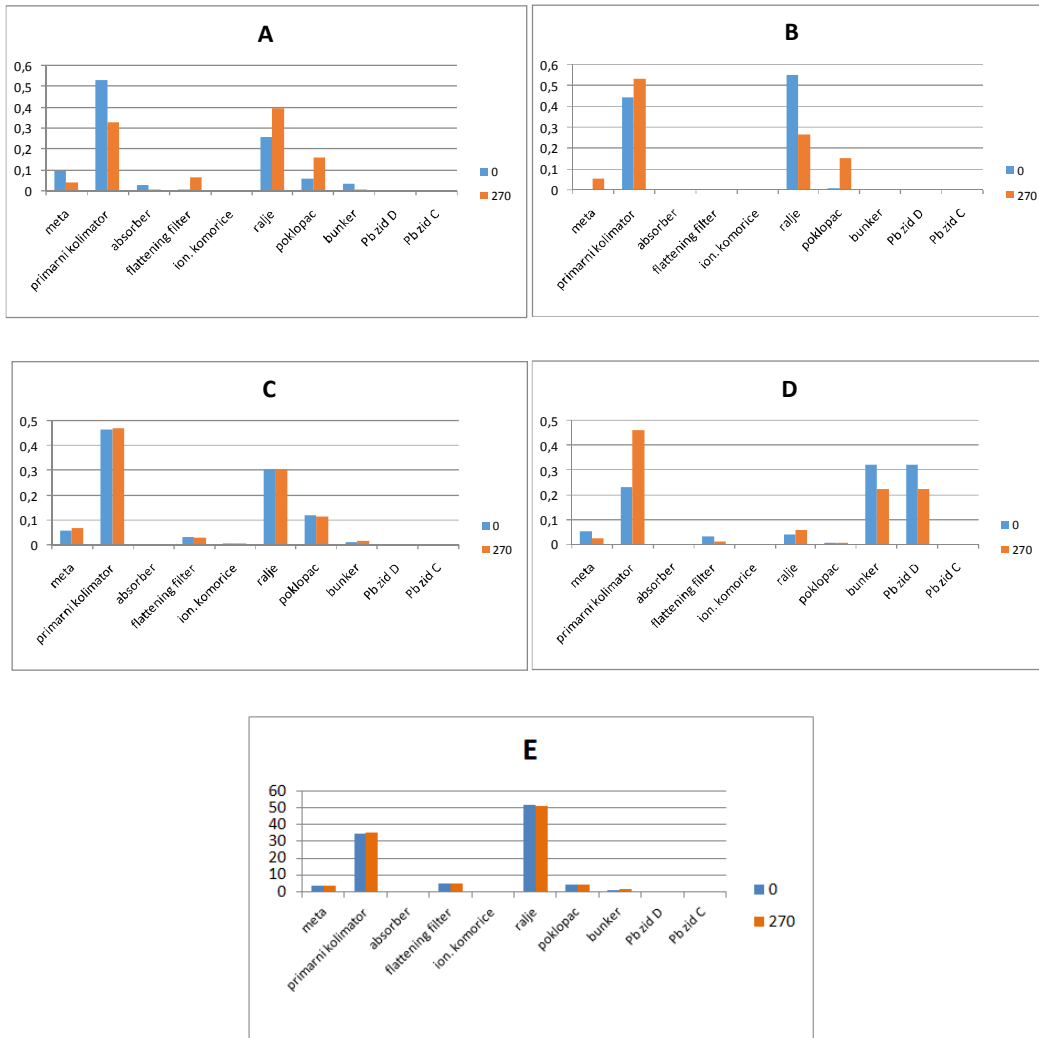 A
0,6
0,5
0,4
0,3
0,2
0,1
0
meta
primarni kolimator
absorber
flattening filter
ion. komorice
ralje
poklopac
bunker
Pb zid D
Pb zid C
0
270
B
0,6
0,5
0,4
0,3
0,2
0,1
0
meta
primarni kolimator
absorber
flattening filter
ion. komorice
ralje
poklopac
bunker
Pb zid D
Pb zid C
0
270
C
0,5
0,4
0,3
0,2
0,1
0
meta
primarni kolimator
absorber
flattening filter
ion. komorice
ralje
poklopac
bunker
Pb zid D
Pb zid C
0
270
D
0,5
0,4
0,3
0,2
0,1
0
meta
primarni kolimator
absorber
flattening filter
ion. komorice
ralje
poklopac
bunker
Pb zid D
Pb zid C
0
270
E
60
50
40
30
20
10
0
meta
primarni kolimator
absorber
flattening filter
ion. komorice
ralje
poklopac
bunker
Pb zid D
Pb zid C
0
270